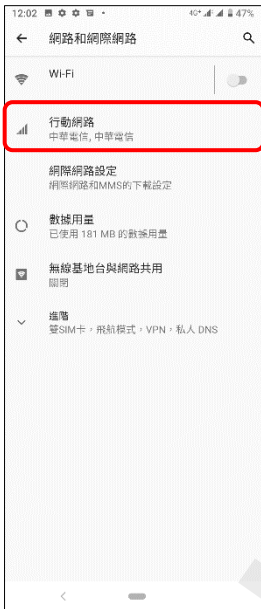 12:02 4G+ 47%
網路和網際網路
Wi-Fi
行動網路
中華電信, 中華電信
網際網路設定
網際網路和MMS的下載設定
數據用量
已使用 181 MB 的數據用量
無線基地台與網路共用
關閉
進階
雙SIM卡，飛航模式，VPN，私人 DNS